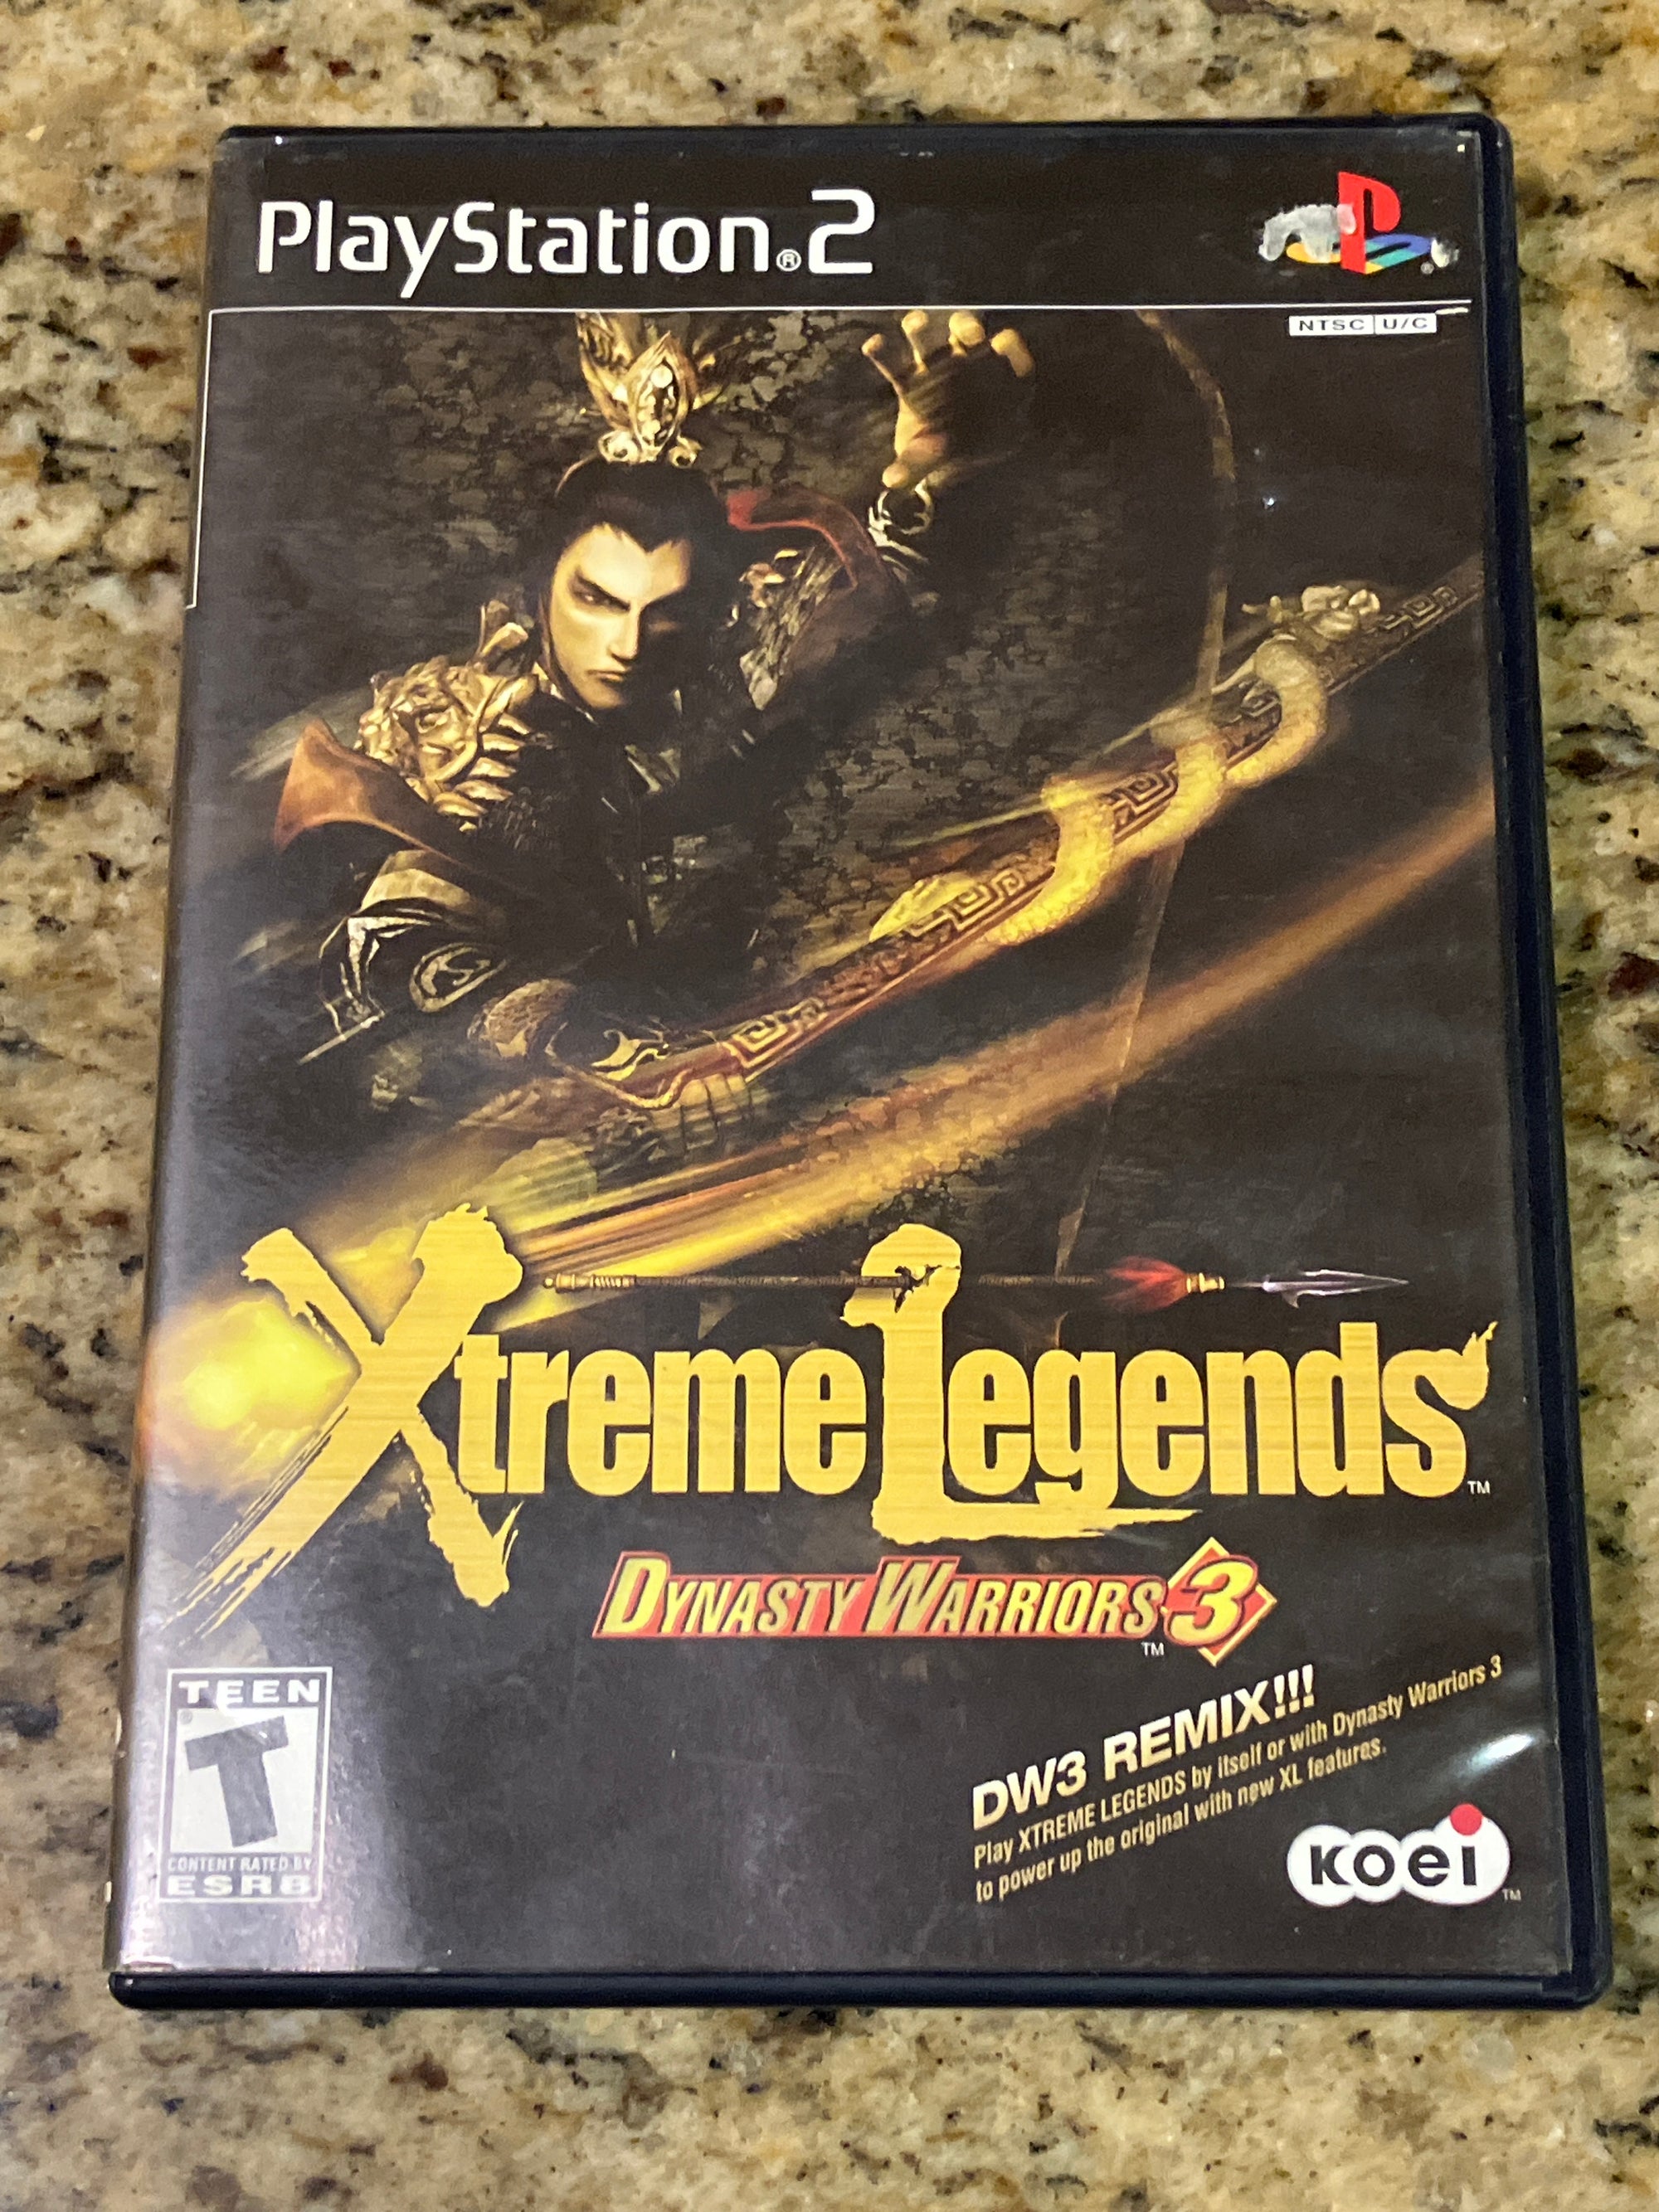 PlayStation®2
NTSC U/C
Xtreme Legends™
DYNASTY WARRIORS 3™
DW3 REMIX!!!
Play XTREME LEGENDS by itself or with Dynasty Warriors 3
to power up the original with new XL features.
TEEN
T
CONTENT RATED BY
ESRB
KOEI™